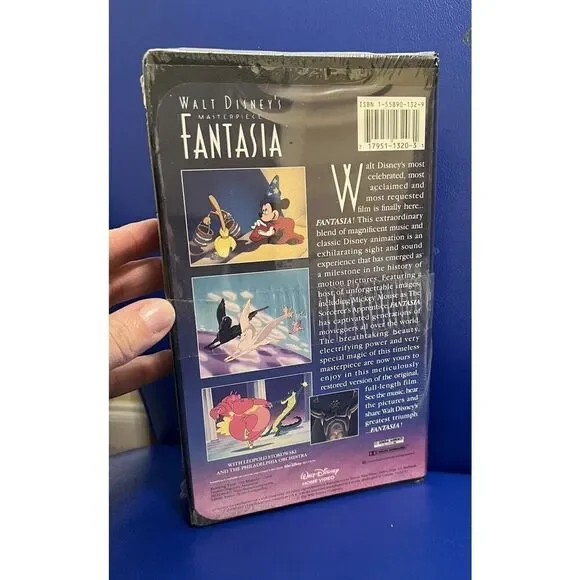 WALT DISNEY'S
MASTERPIECE
FANTASIA
ISBN 1-55890-132-9
7 17951-1320-3
Walt Disney's most
celebrated, most
acclaimed and
most requested
film is finally here...
FANTASIA! This extraordinary
blend of magnificent music and
classic Disney animation is an
exhilarating sight and sound
experience that has emerged as
a milestone in the history of
motion pictures. Featuring a
host of unforgettable images,
including Mickey Mouse as The
Sorcerer's Apprentice, FANTASIA
has captivated generations of
moviegoers all over the world.
The breathtaking beauty,
electrifying power and very
special magic of this timeless
masterpiece are now yours to
enjoy in this meticulously
restored version of the original,
full-length film.
See the music, hear
the pictures and
share Walt Disney's
greatest triumph
...FANTASIA!
WITH LEOPOLD STOKOWSKI
AND THE PHILADELPHIA ORCHESTRA
WALT DISNEY
HOME VIDEO